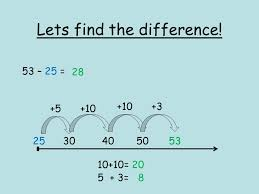 Lets find the difference!
53 – 25 = 28
+5 +10 +10 +3
25 30 40 50 53
10+10= 20
5 + 3= 8